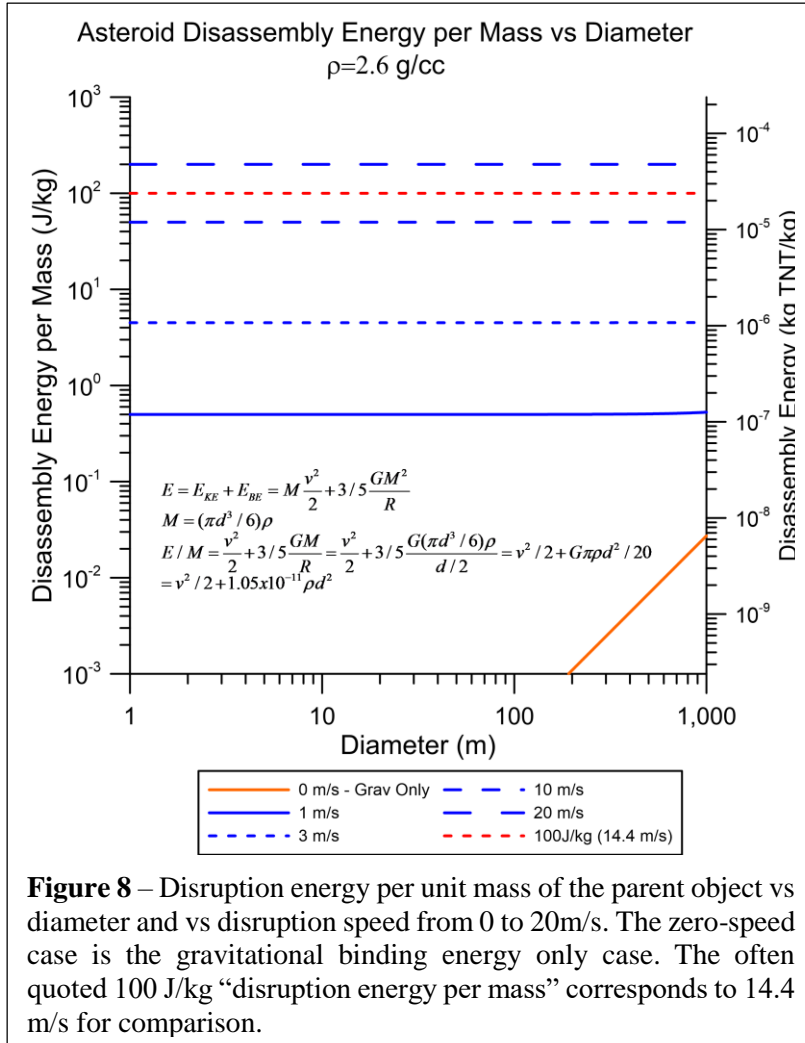 Asteroid Disassembly Energy per Mass vs Diameter
ρ=2.6 g/cc
Disassembly Energy per Mass (J/kg)
10³
10²
10¹
10⁰
10⁻¹
10⁻²
10⁻³
E = E_KE + E_BE = M v²/2 + 3/5 GM²/R
M = (πd³/6)ρ
E/M = v²/2 + 3/5 GM/R = v²/2 + 3/5 G(πd³/6)ρ/d/2 = v²/2 + Gπρd²/20
= v²/2 + 1.05x10⁻¹¹ρd²
10⁻⁴
10⁻⁵
10⁻⁶
10⁻⁷
10⁻⁸
10⁻⁹
Disassembly Energy (kg TNT/kg)
1 10 100 1,000
Diameter (m)
0 m/s - Grav Only
1 m/s
3 m/s
10 m/s
20 m/s
100J/kg (14.4 m/s)
Figure 8 – Disruption energy per unit mass of the parent object vs
diameter and vs disruption speed from 0 to 20m/s. The zero-speed
case is the gravitational binding energy only case. The often
quoted 100 J/kg “disruption energy per mass” corresponds to 14.4
m/s for comparison.